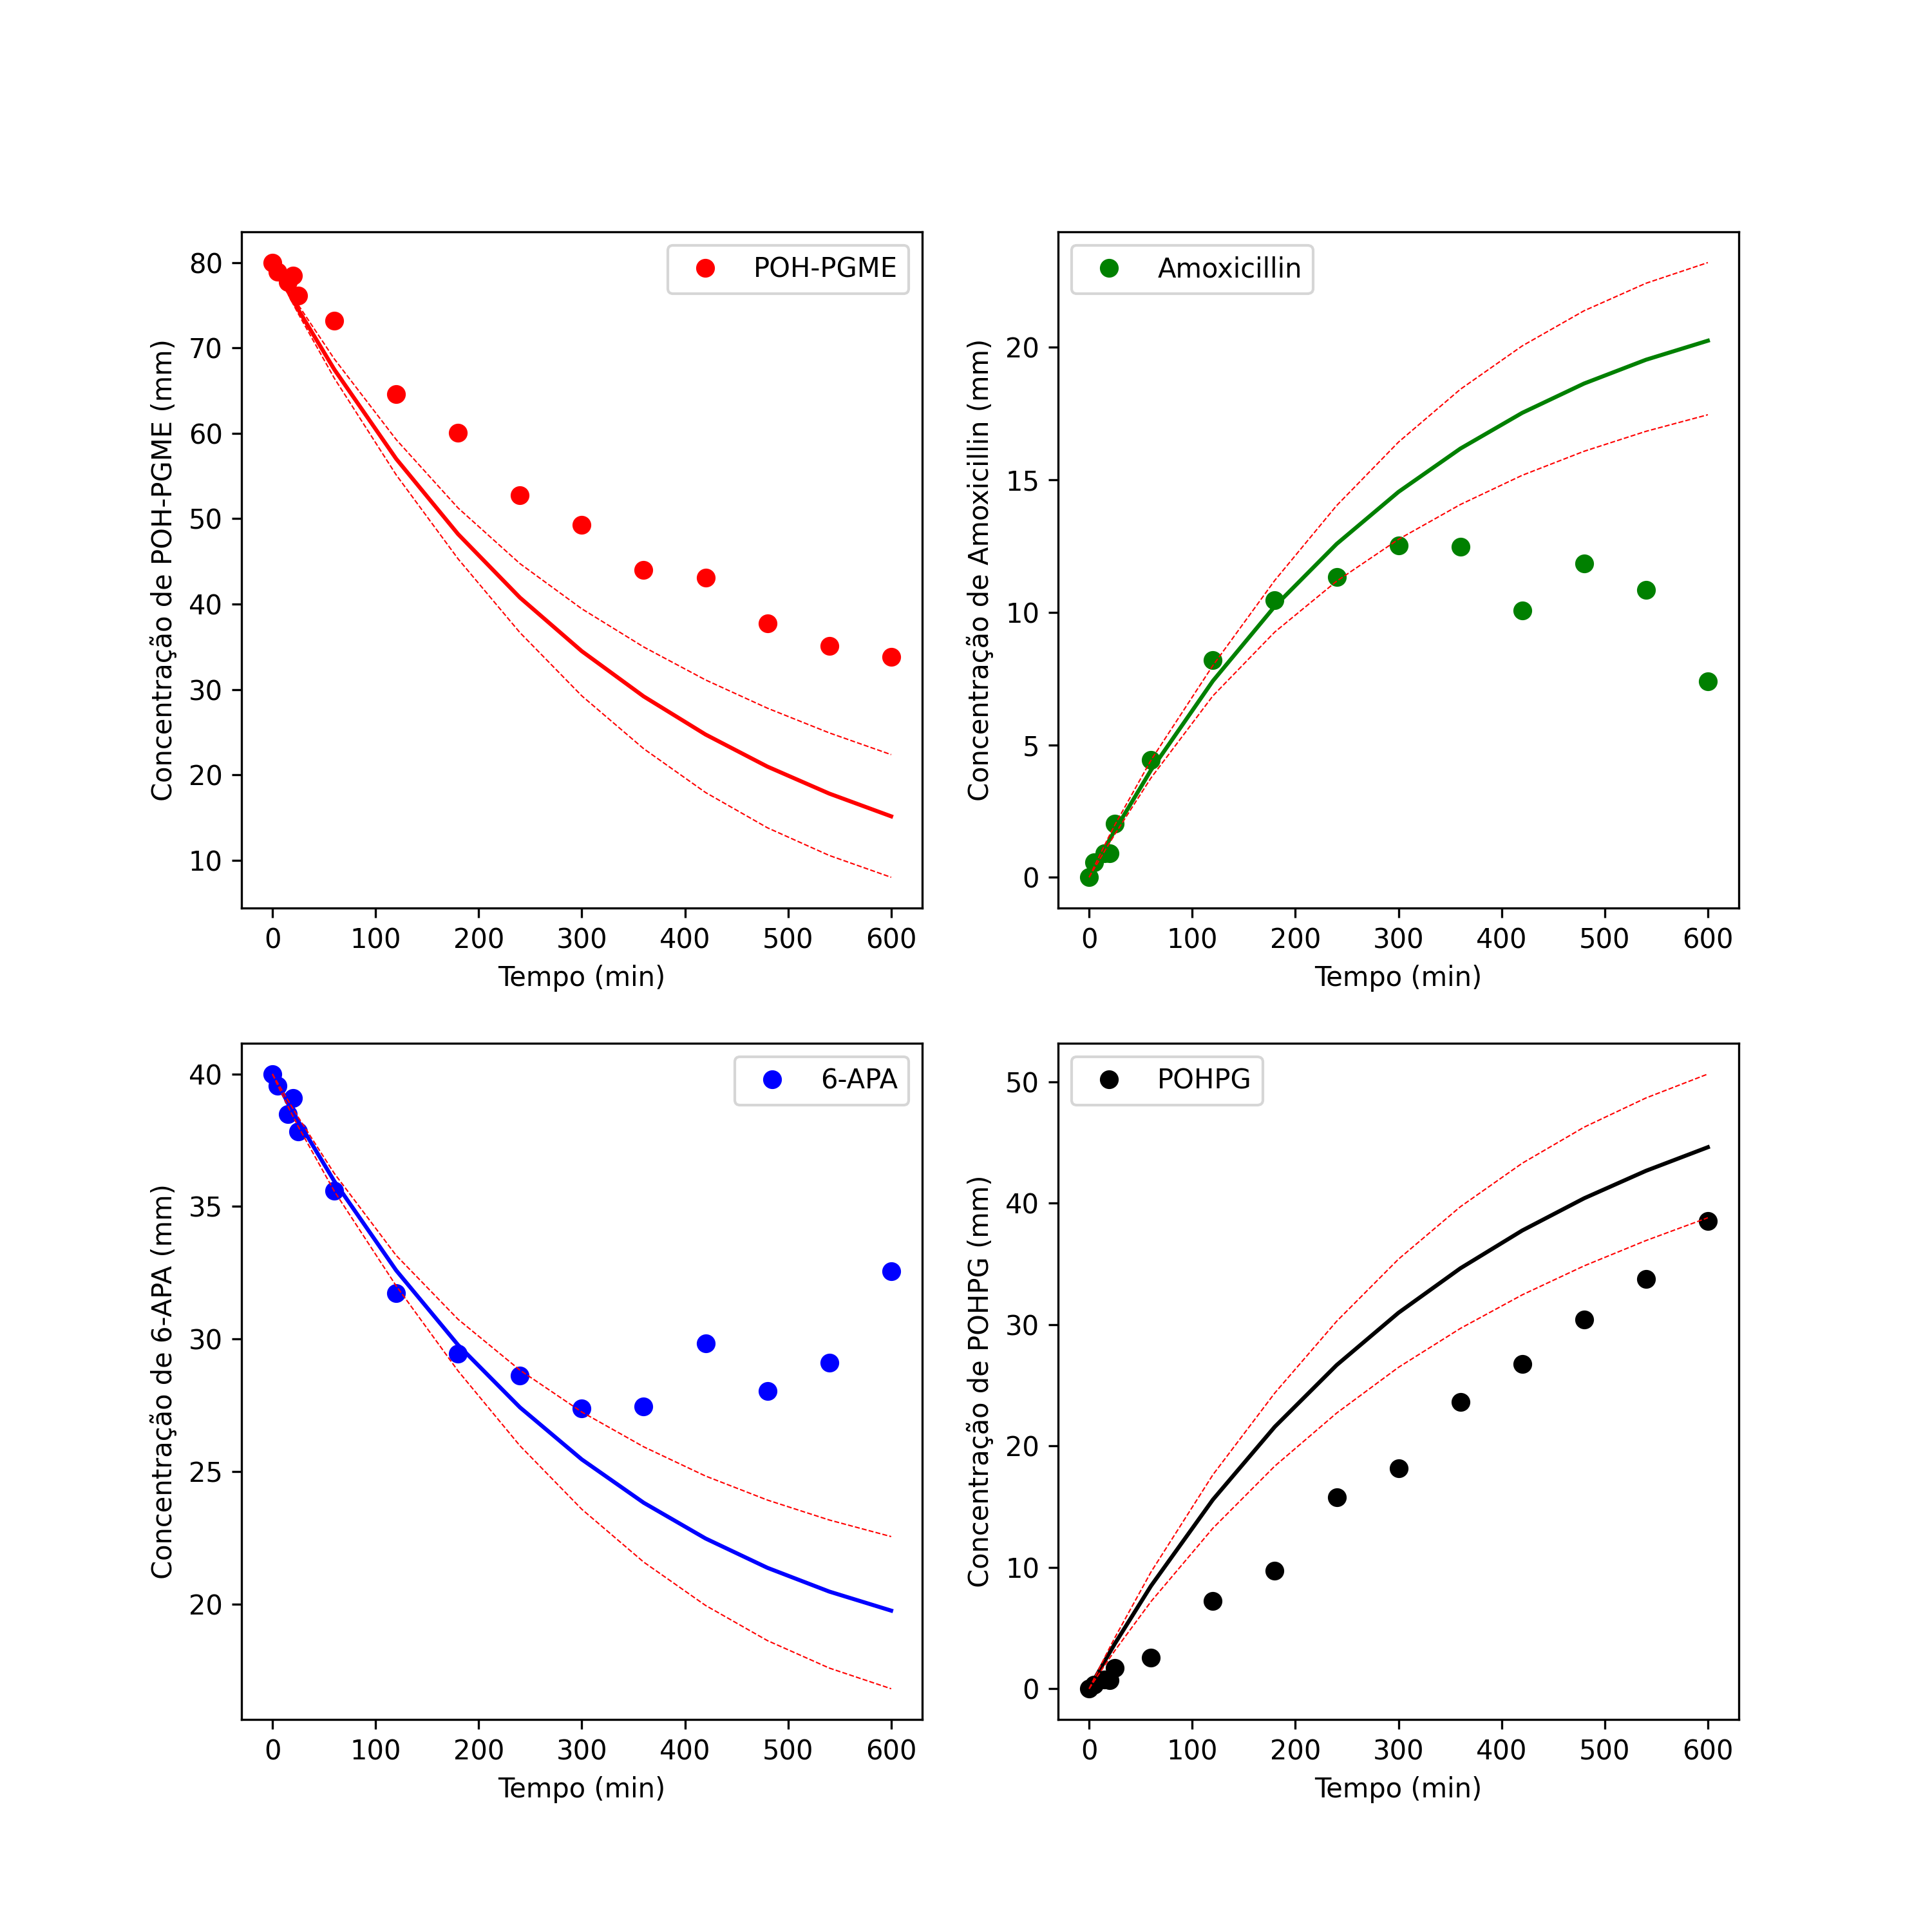 POH-PGME
Concentração de POH-PGME (mm)
80
70
60
50
40
30
20
10
0 100 200 300 400 500 600
Tempo (min)
Amoxicillin
Concentração de Amoxicillin (mm)
20
15
10
5
0
0 100 200 300 400 500 600
Tempo (min)
6-APA
Concentração de 6-APA (mm)
40
35
30
25
20
0 100 200 300 400 500 600
Tempo (min)
POHPG
Concentração de POHPG (mm)
50
40
30
20
10
0
0 100 200 300 400 500 600
Tempo (min)